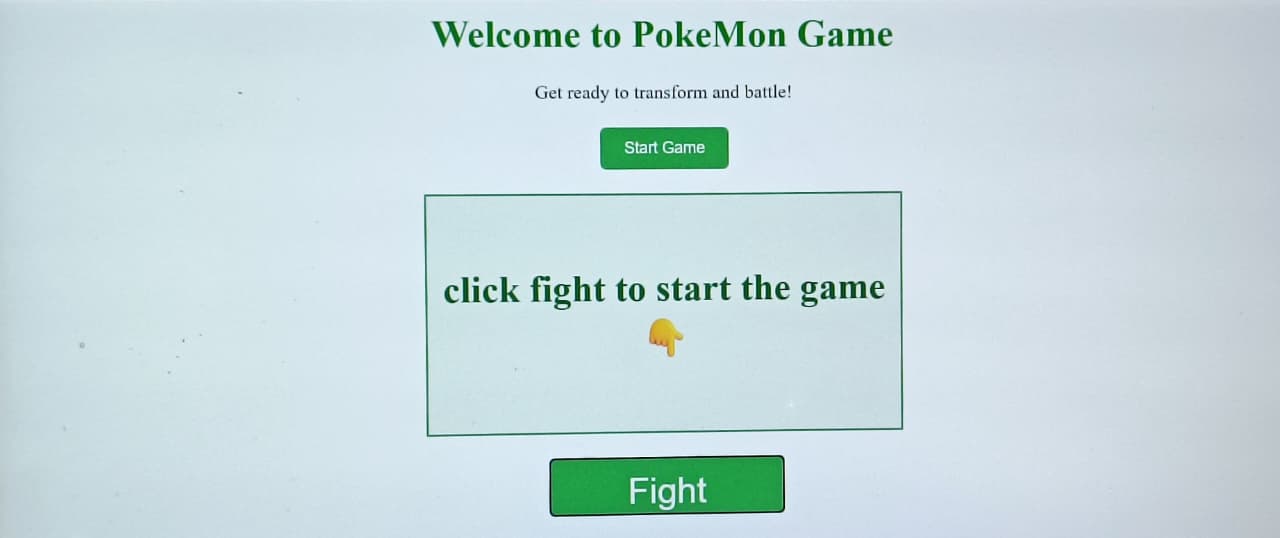 Welcome to PokeMon Game
Get ready to transform and battle!
Start Game
click fight to start the game
👇
Fight